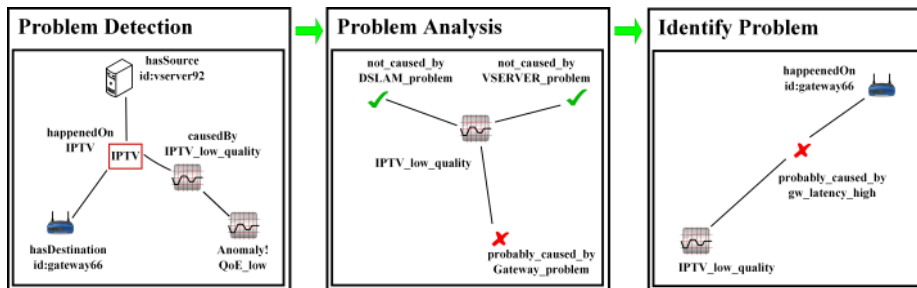 Problem Detection
hasSource
id:vserver92
happenedOn
IPTV
IPTV
causedBy
IPTV_low_quality
hasDestination
id:gateway66
Anomaly!
QoE_low
Problem Analysis
not_caused_by
DSLAM_problem
not_caused_by
VSERVER_problem
IPTV_low_quality
probably_caused_by
Gateway_problem
Identify Problem
happeenedOn
id:gateway66
probably_caused_by
gw_latency_high
IPTV_low_quality